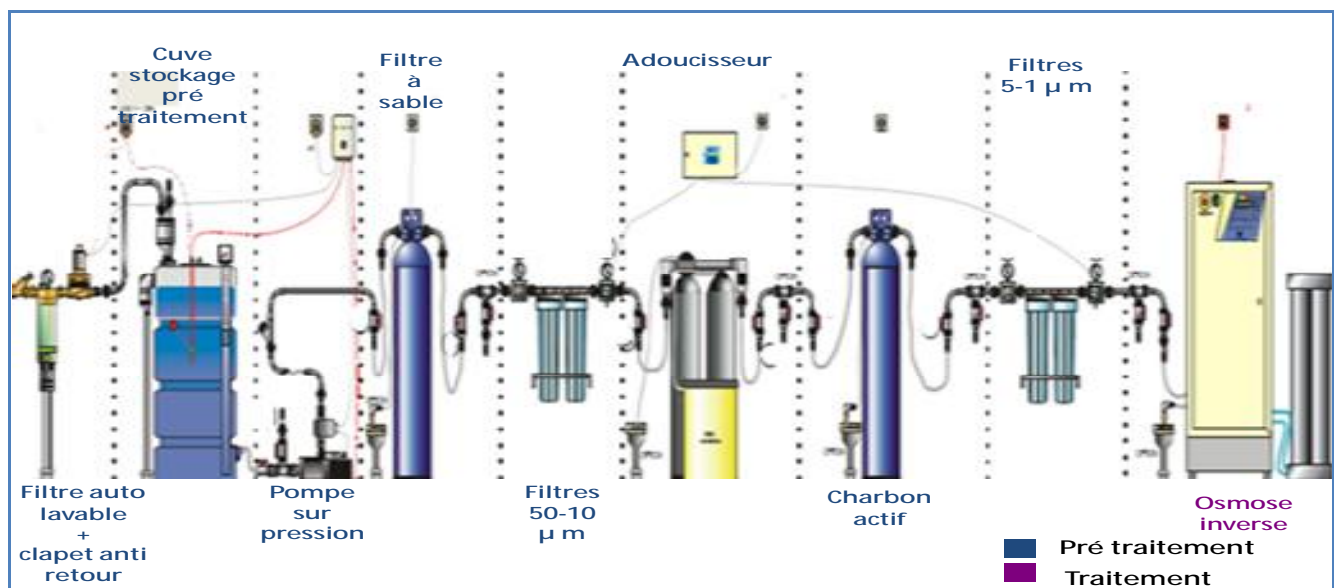 Cuve
stockage
pré
traitement
Filtre
à
sable
Adoucisseur
Filtres
5-1 µ m
Filtre auto
lavable
+
clapet anti
retour
Pompe
sur
pression
Filtres
50-10
µ m
Charbon
actif
Osmose
inverse
Pré traitement
Traitement